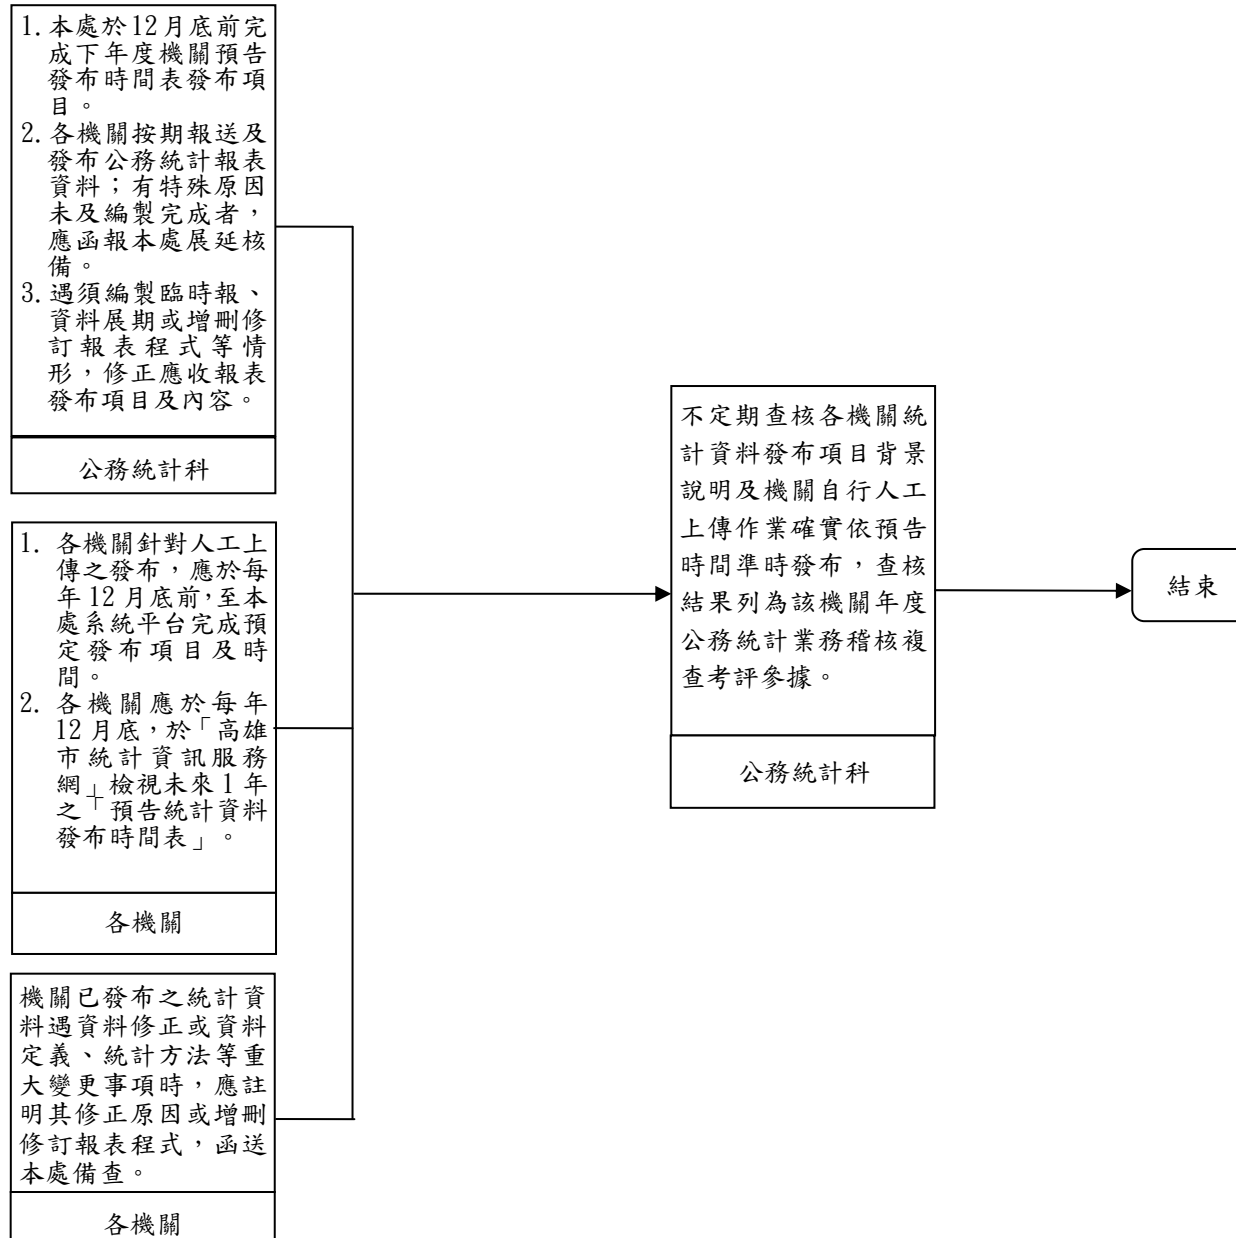 1. 本處於12月底前完
成下年度機關預告
發布時間表發布項
目。
2. 各機關按期報送及
發布公務統計報表
資料；有特殊原因
未及編製完成者，
應函報本處展延核
備。
3. 遇須編製臨時報、
資料展期或增刪修
訂報表程式等情
形，修正應收報表
發布項目及內容。
公務統計科
1. 各機關針對人工上
傳之發布，應於每
年12月底前，至本
處系統平台完成預
定發布項目及時
間。
2. 各機關應於每年
12月底，於「高雄
市統計資訊服務
網」檢視未來1年
之「預告統計資料
發布時間表」。
各機關
機關已發布之統計資
料遇資料修正或資料
定義、統計方法等重
大變更事項時，應註
明其修正原因或增刪
修訂報表程式，函送
本處備查。
各機關
不定期查核各機關統
計資料發布項目背景
說明及機關自行人工
上傳作業確實依預告
時間準時發布，查核
結果列為該機關年度
公務統計業務稽核複
查考評參據。
公務統計科
結束